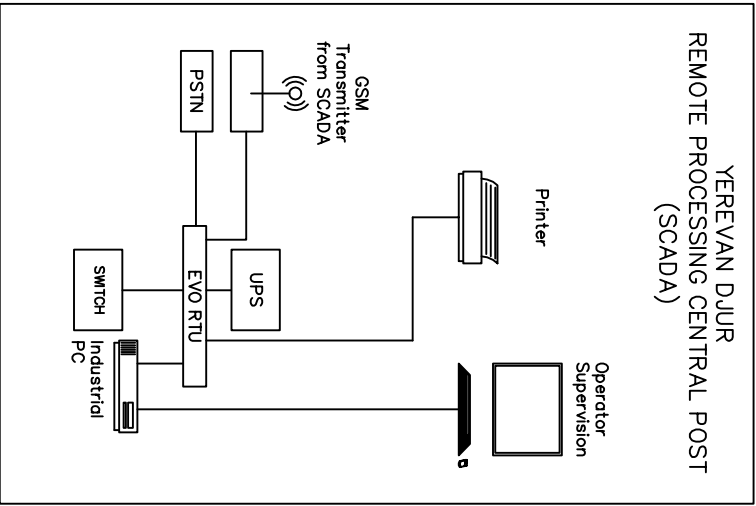 YEREVAN DJUR
REMOTE PROCESSING CENTRAL POST
(SCADA)
Printer
Operator
Supervision
GSM
Transmitter
from SCADA
PSTN
UPS
EVO RTU
SWITCH
Industrial
PC